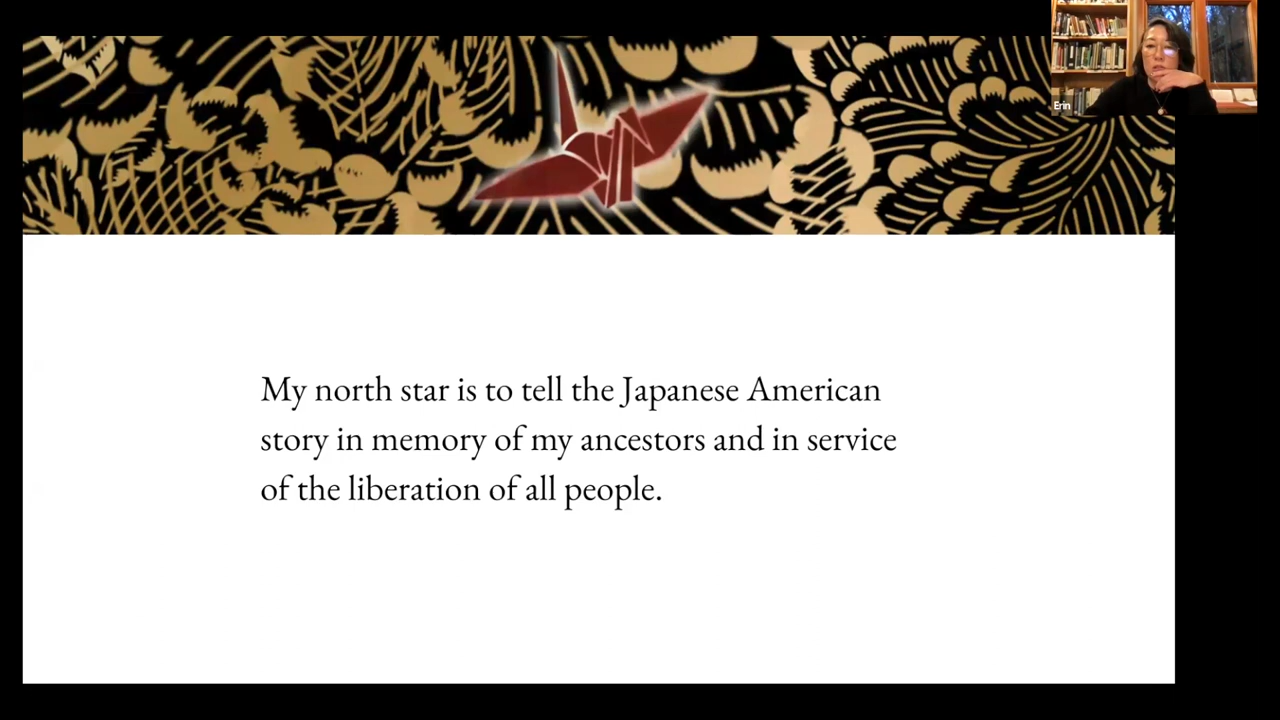 Erin
My north star is to tell the Japanese American
story in memory of my ancestors and in service
of the liberation of all people.